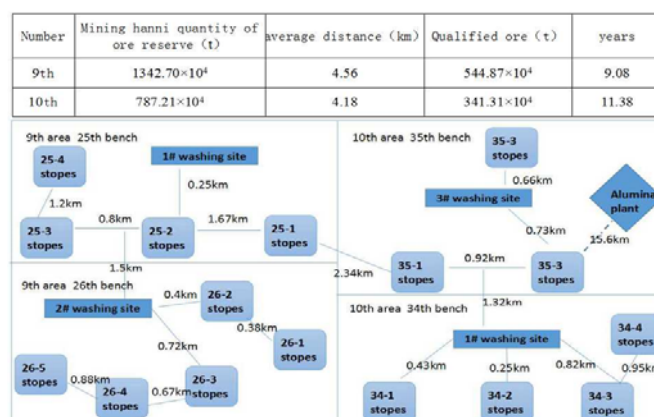 Number Mining hanni quantity of ore reserve (t) average distance (km) Qualified ore (t) years
9th 1342.70×10⁴ 4.56 544.87×10⁴ 9.08
10th 787.21×10⁴ 4.18 341.31×10⁴ 11.38
9th area 25th bench
25-4 stopes
1# washing site
0.25km
1.2km
0.8km
1.67km
25-3 stopes
25-2 stopes
25-1 stopes
1.5km
2.34km
10th area 35th bench
35-3 stopes
0.66km
3# washing site
Alumina plant
0.73km
15.6km
0.92km
35-1 stopes
35-3 stopes
1.32km
9th area 26th bench
2# washing site
0.4km
26-2 stopes
0.38km
26-1 stopes
0.72km
26-5 stopes
0.88km
26-4 stopes
0.67km
26-3 stopes
10th area 34th bench
1# washing site
34-4 stopes
0.43km
0.25km
0.82km
0.95km
34-1 stopes
34-2 stopes
34-3 stopes